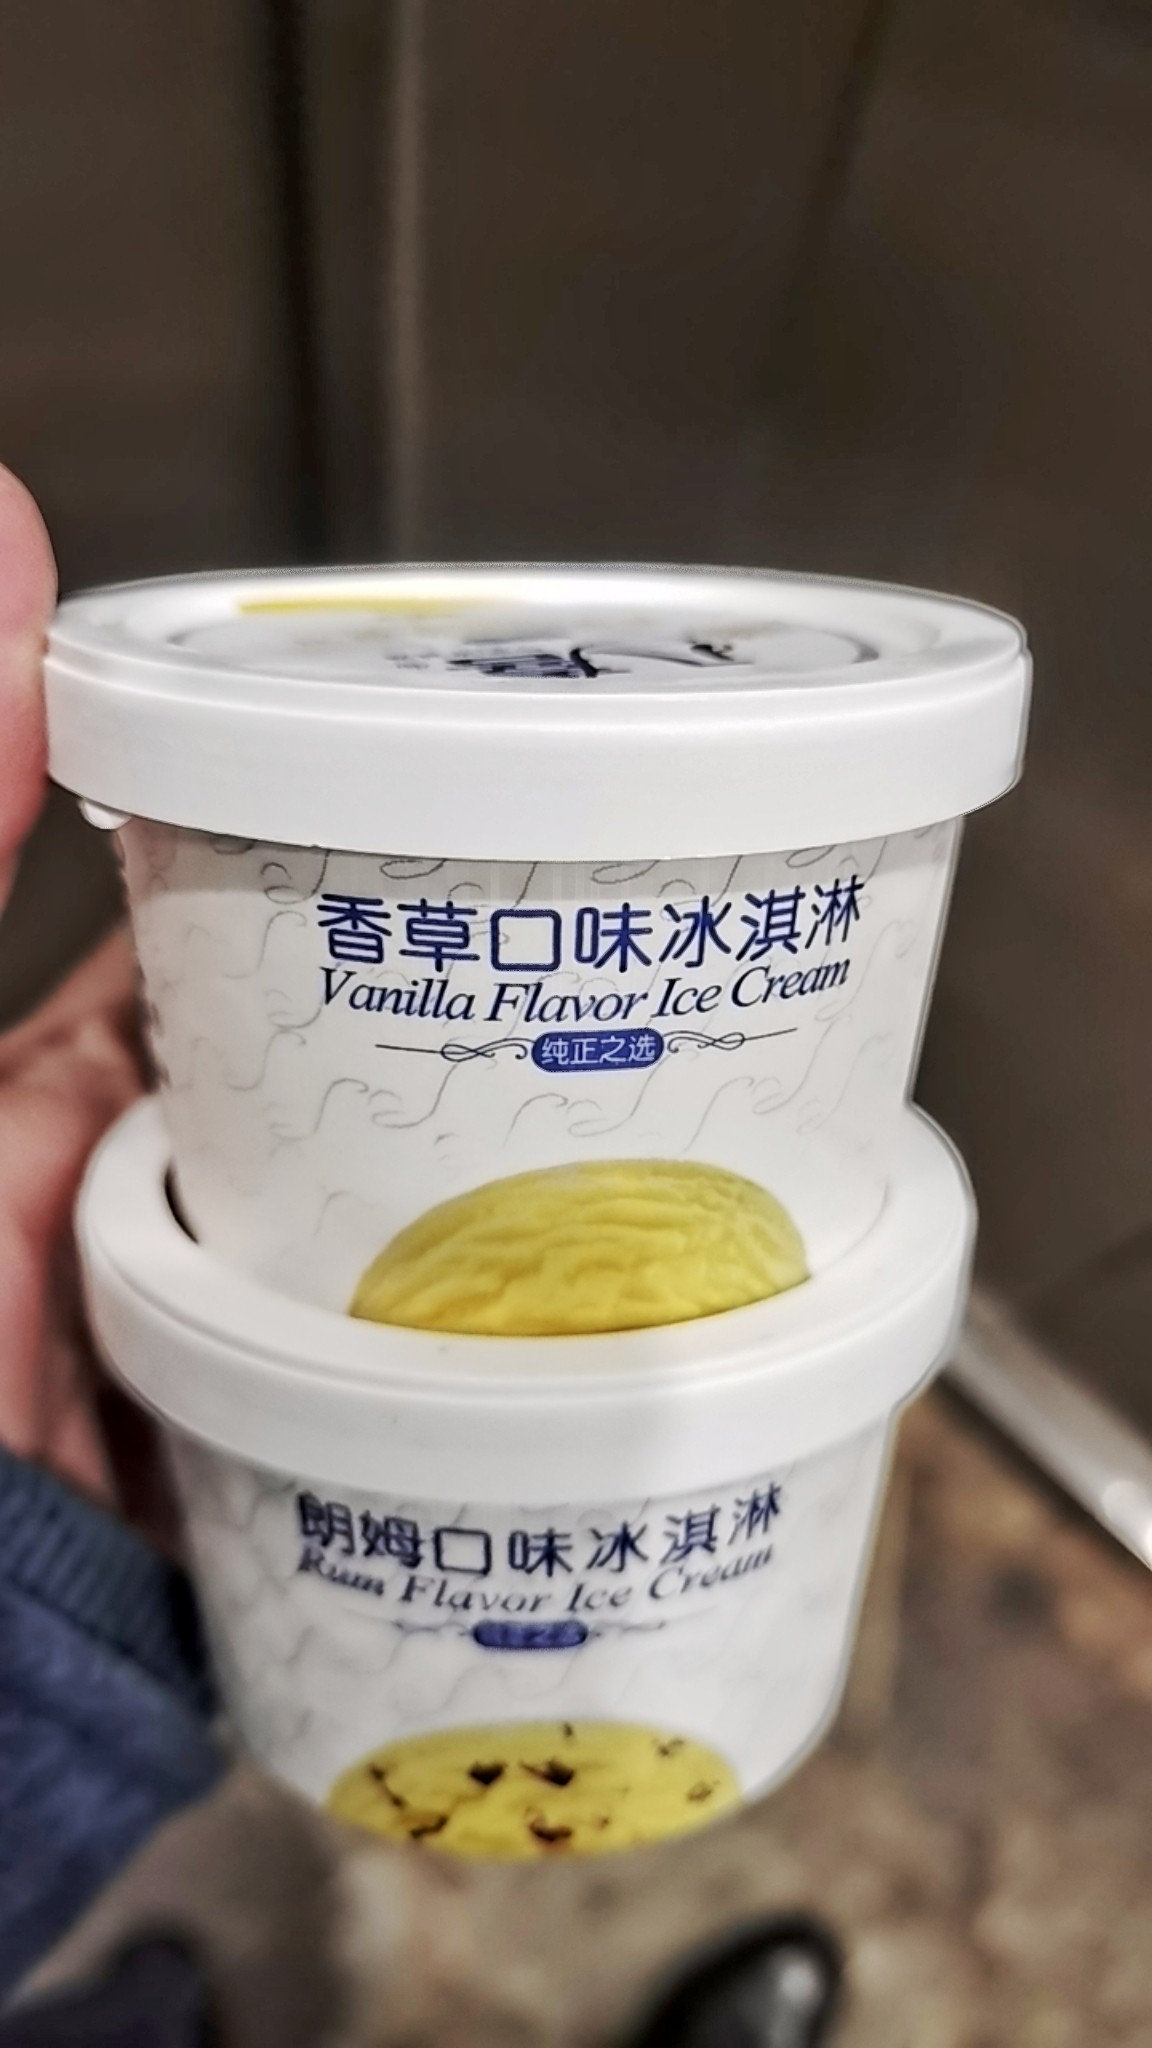 香草口味冰淇淋
Vanilla Flavor Ice Cream
纯正之选
朗姆口味冰淇淋
Rum Flavor Ice Cream